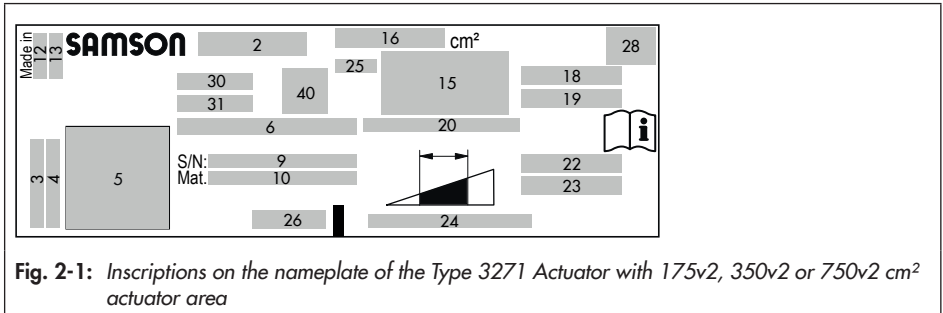 Made in
12
13
SAMSON
2
16
cm²
28
25
15
18
30
40
31
19
6
20
i
3
4
5
S/N:
9
22
Mat.
10
23
26
24
Fig. 2-1: Inscriptions on the nameplate of the Type 3271 Actuator with 175v2, 350v2 or 750v2 cm²
actuator area